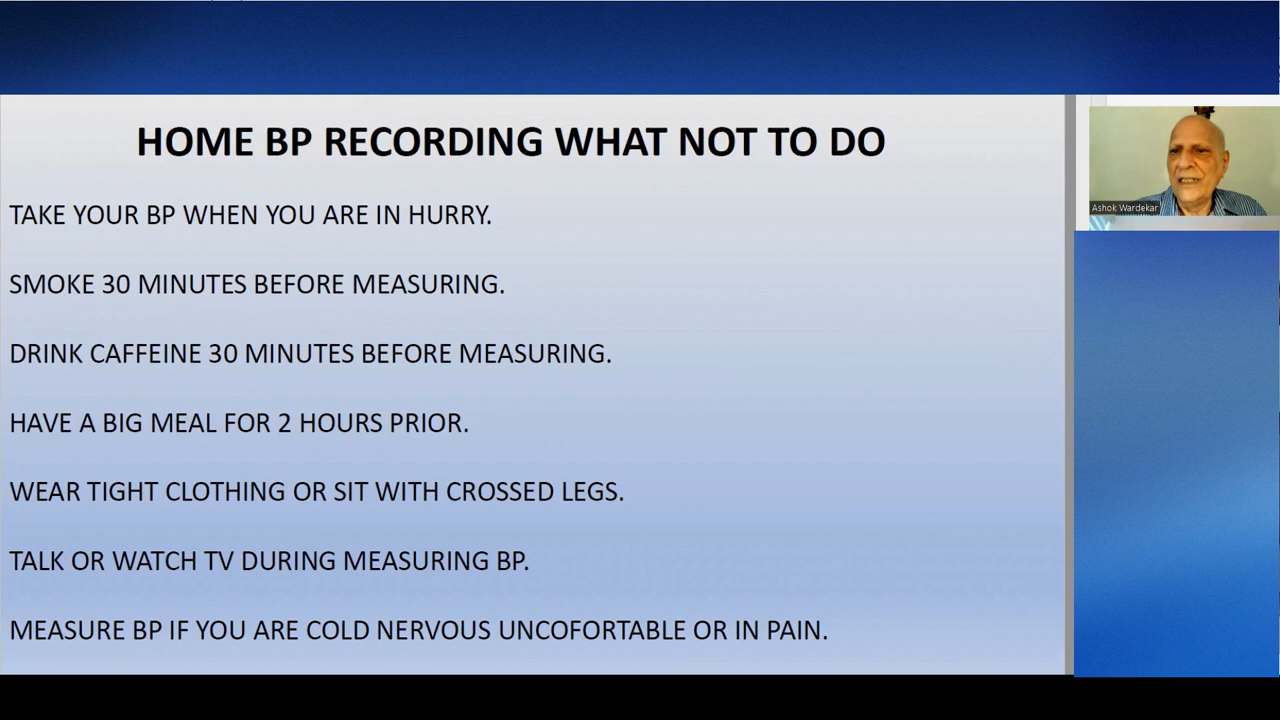 HOME BP RECORDING WHAT NOT TO DO
TAKE YOUR BP WHEN YOU ARE IN HURRY.
SMOKE 30 MINUTES BEFORE MEASURING.
DRINK CAFFEINE 30 MINUTES BEFORE MEASURING.
HAVE A BIG MEAL FOR 2 HOURS PRIOR.
WEAR TIGHT CLOTHING OR SIT WITH CROSSED LEGS.
TALK OR WATCH TV DURING MEASURING BP.
MEASURE BP IF YOU ARE COLD NERVOUS UNCOFORTABLE OR IN PAIN.
Ashok Wardekar